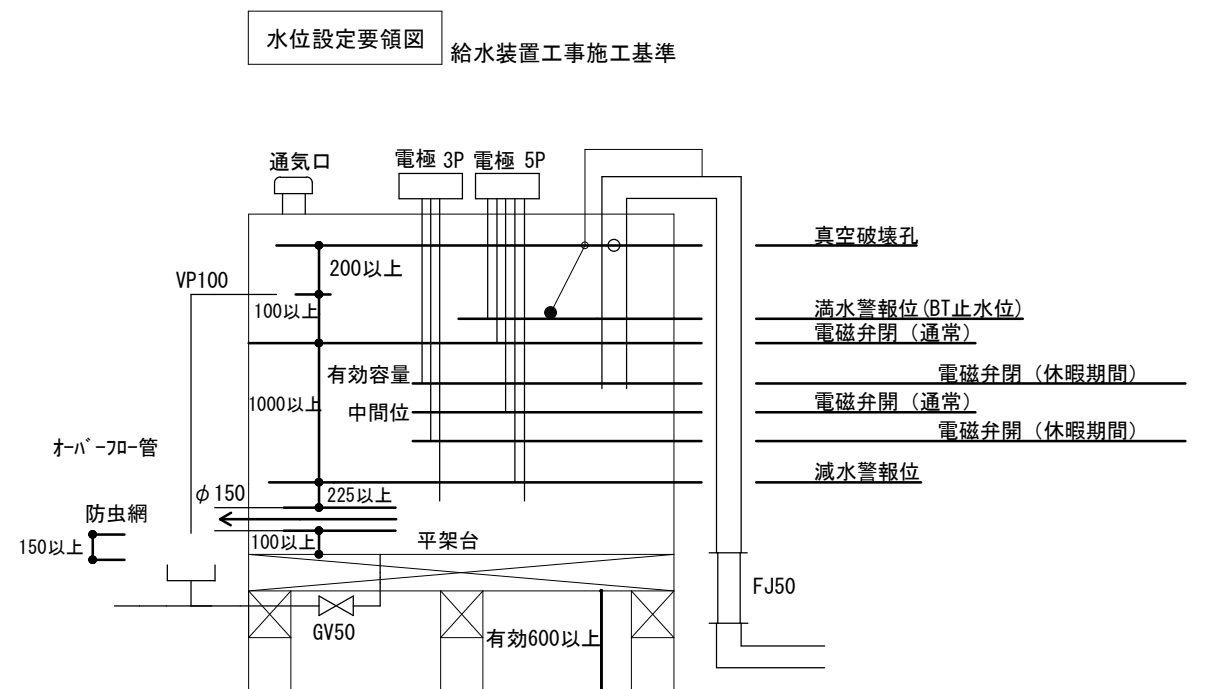 水位設定要領図
給水装置工事施工基準
通気口
電極 3P
電極 5P
真空破壊孔
200以上
VP100
100以上
満水警報位(BT止水位)
電磁弁閉（通常）
有効容量
電磁弁閉（休暇期間）
1000以上
中間位
電磁弁開（通常）
電磁弁開（休暇期間）
ｵｰﾊﾞｰﾌﾛｰ管
減水警報位
φ150
225以上
防虫網
150以上
100以上
平架台
FJ50
GV50
有効600以上